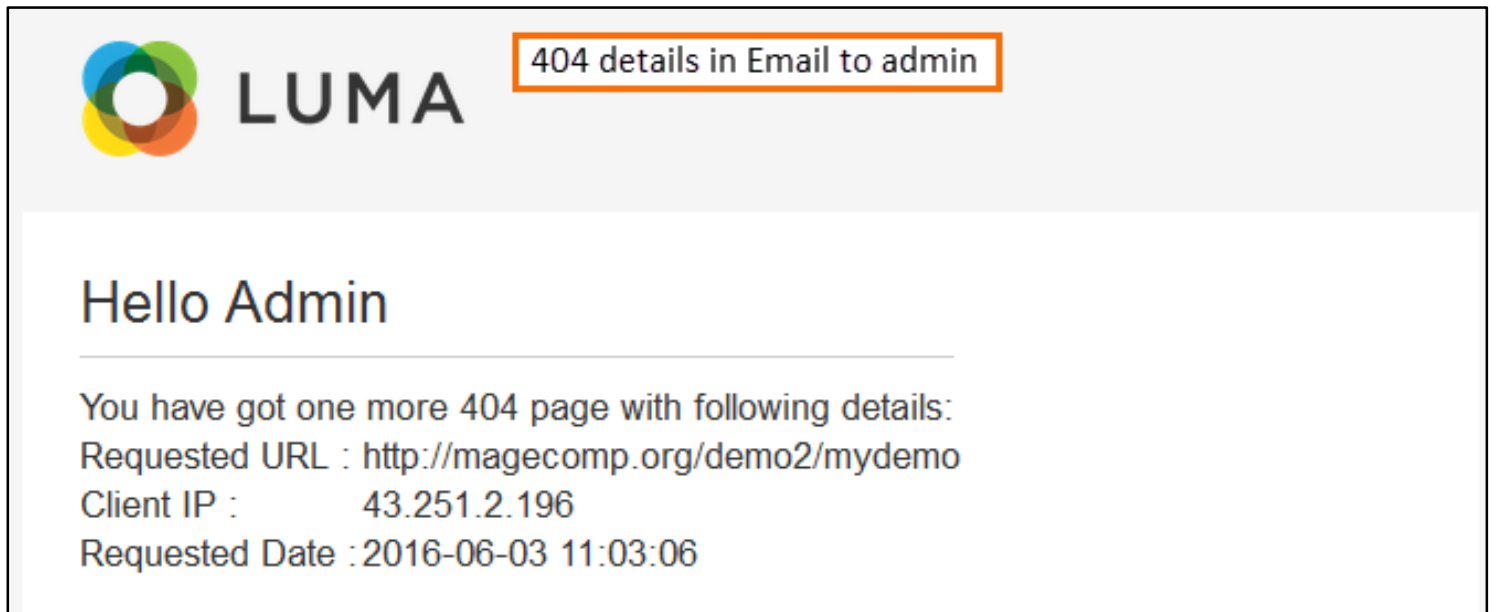 LUMA
404 details in Email to admin
Hello Admin
You have got one more 404 page with following details:
Requested URL : http://magecomp.org/demo2/mydemo
Client IP : 43.251.2.196
Requested Date : 2016-06-03 11:03:06